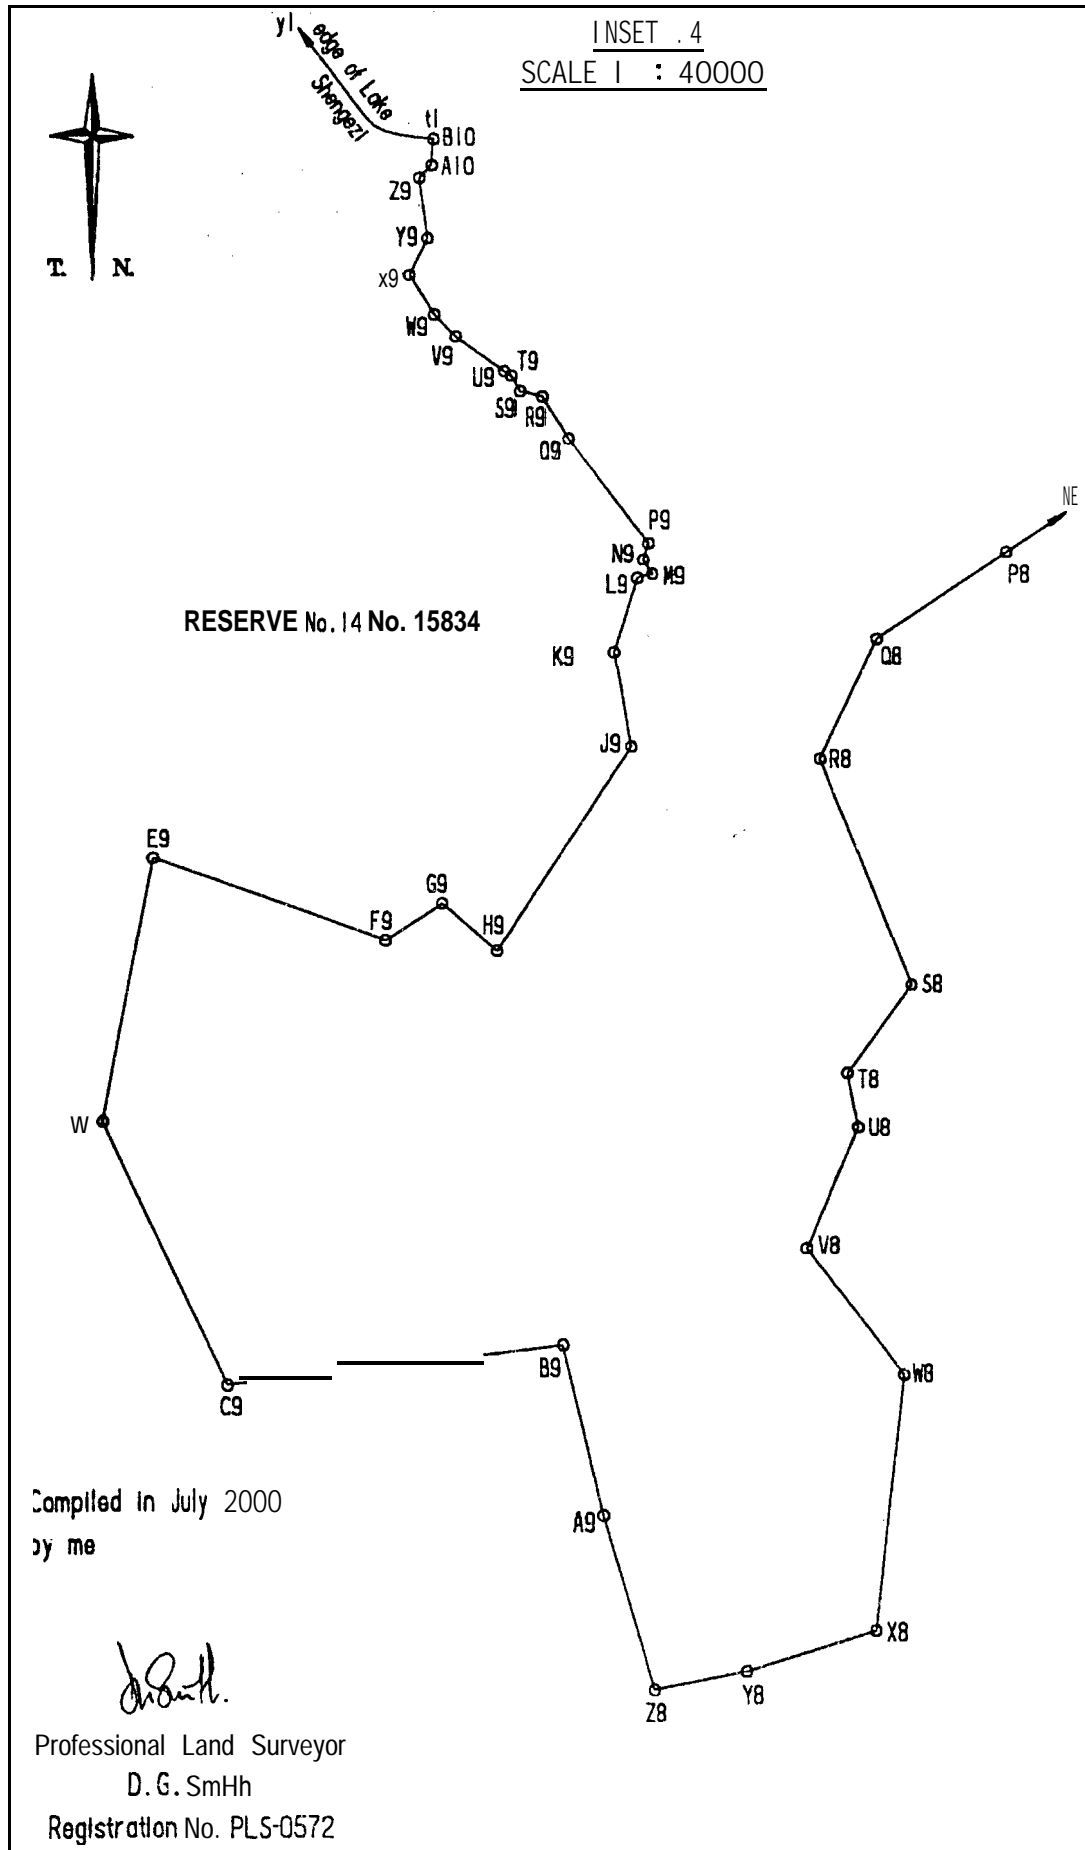 INSET . 4
SCALE 1 : 40000
y1
edge of Lake
Shengezi
t1
B10
A10
Z9
Y9
x9
W9
V9
U9
T9
S9
R9
Q9
P9
N9
M9
L9
K9
J9
T. N.
NE
P8
Q8
R8
RESERVE No. 14 No. 15834
E9
F9
G9
H9
S8
T8
U8
W
V8
W8
B9
C9
A9
X8
Y8
Z8
Compiled in July 2000
by me
Professional Land Surveyor
D. G. SmHh
Registration No. PLS-0572